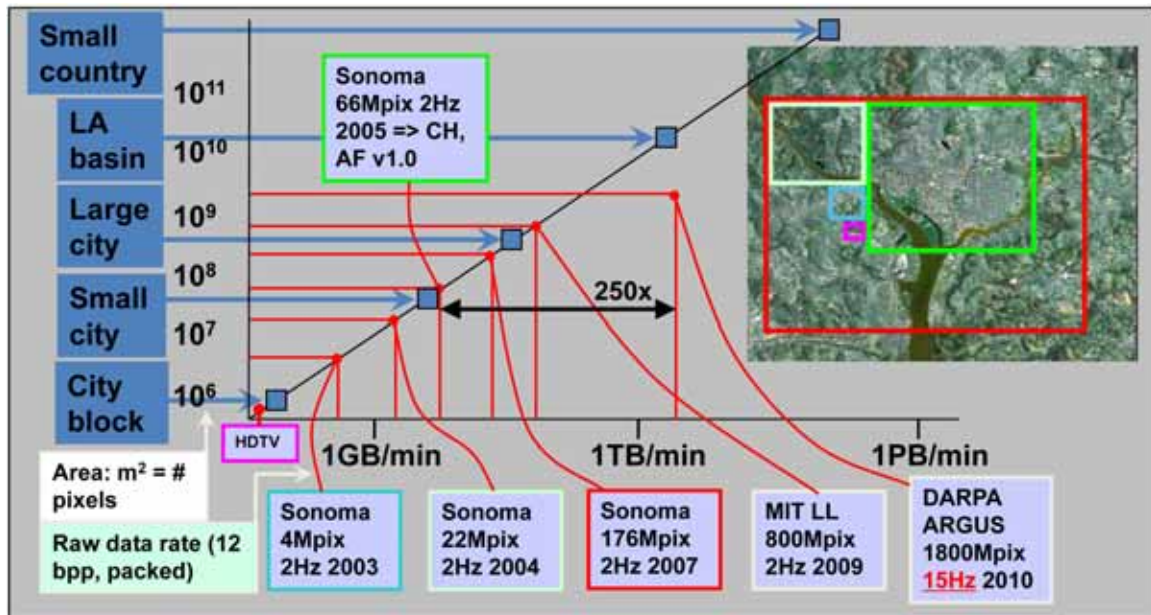 Small
country
LA
basin
Large
city
Small
city
City
block
10¹¹
10¹⁰
10⁹
10⁸
10⁷
10⁶
Sonoma
66Mpix 2Hz
2005 => CH,
AF v1.0
250x
HDTV
1GB/min
1TB/min
1PB/min
Area: m² = #
pixels
Raw data rate (12
bpp, packed)
Sonoma
4Mpix
2Hz 2003
Sonoma
22Mpix
2Hz 2004
Sonoma
176Mpix
2Hz 2007
MIT LL
800Mpix
2Hz 2009
DARPA
ARGUS
1800Mpix
15Hz 2010